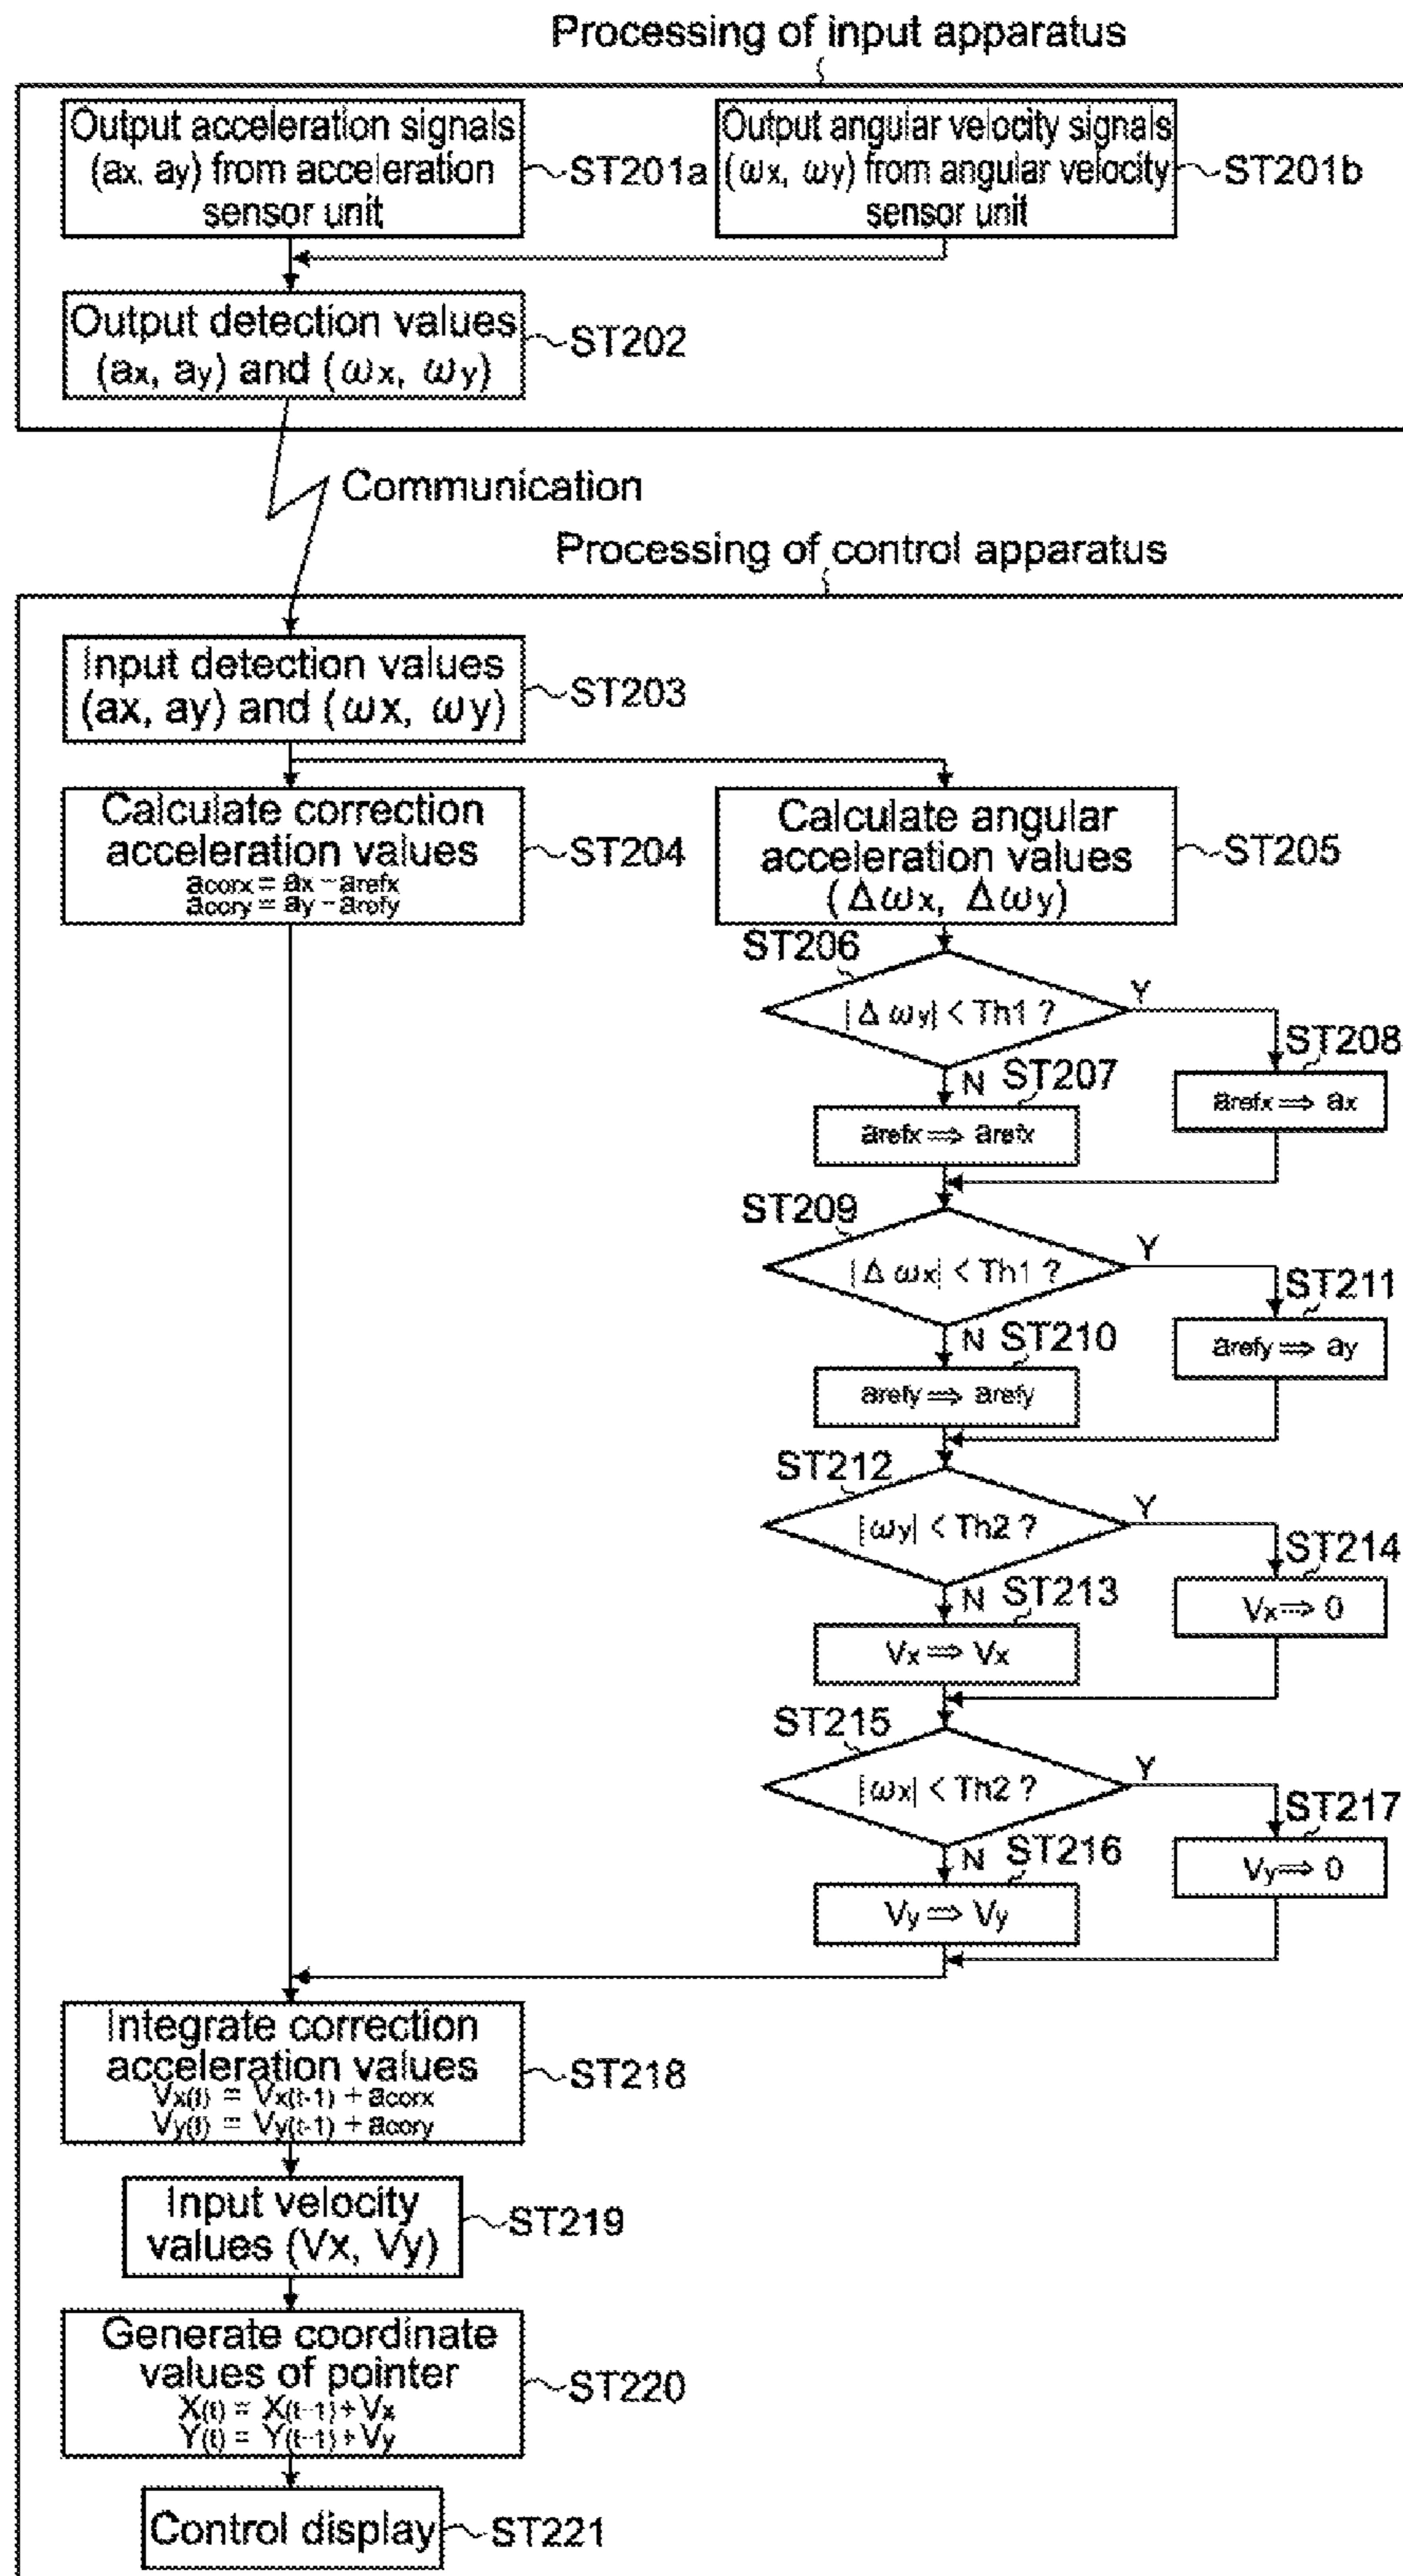 Processing of input apparatus
Output acceleration signals
(ax, ay) from acceleration
sensor unit
ST201a
Output angular velocity signals
(ωx, ωy) from angular velocity
sensor unit
ST201b
Output detection values
(ax, ay) and (ωx, ωy)
ST202
Communication
Processing of control apparatus
Input detection values
(ax, ay) and (ωx, ωy)
ST203
Calculate correction
acceleration values
acorx = ax - arefx
acory = ay - arefy
ST204
Calculate angular
acceleration values
(Δωx, Δωy)
ST205
ST206
|Δωy| < Th1 ?
Y
N
ST207
arefx ⇒ arefx
ST208
arefx ⇒ ax
ST209
|Δωx| < Th1 ?
Y
N
ST210
arefy ⇒ arefy
ST211
arefy ⇒ ay
ST212
|ωy| < Th2 ?
Y
N
ST213
Vx ⇒ Vx
ST214
Vx ⇒ 0
ST215
|ωx| < Th2 ?
Y
N
ST216
Vy ⇒ Vy
ST217
Vy ⇒ 0
Integrate correction
acceleration values
Vx(t) = Vx(t-1) + acorx
Vy(t) = Vy(t-1) + acory
ST218
Input velocity
values (Vx, Vy)
ST219
Generate coordinate
values of pointer
X(t) = X(t-1) + Vx
Y(t) = Y(t-1) + Vy
ST220
Control display
ST221